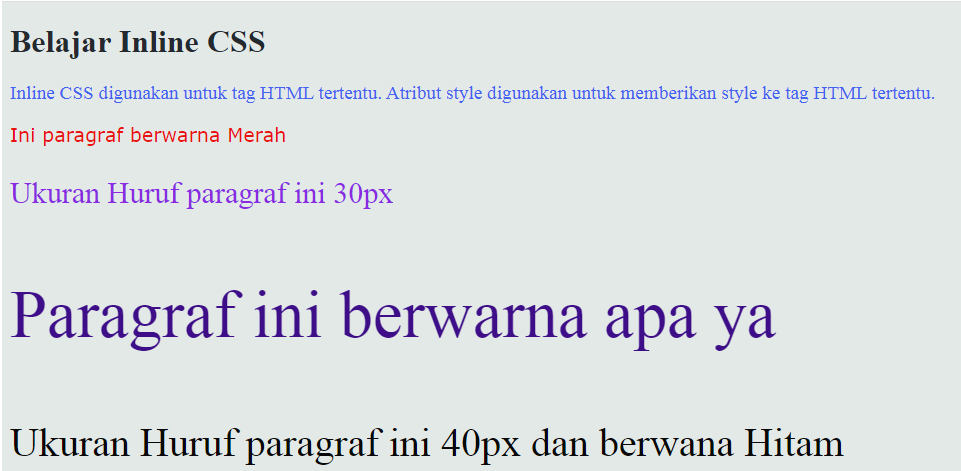 Belajar Inline CSS
Inline CSS digunakan untuk tag HTML tertentu. Atribut style digunakan untuk memberikan style ke tag HTML tertentu.
Ini paragraf berwarna Merah
Ukuran Huruf paragraf ini 30px
Paragraf ini berwarna apa ya
Ukuran Huruf paragraf ini 40px dan berwana Hitam